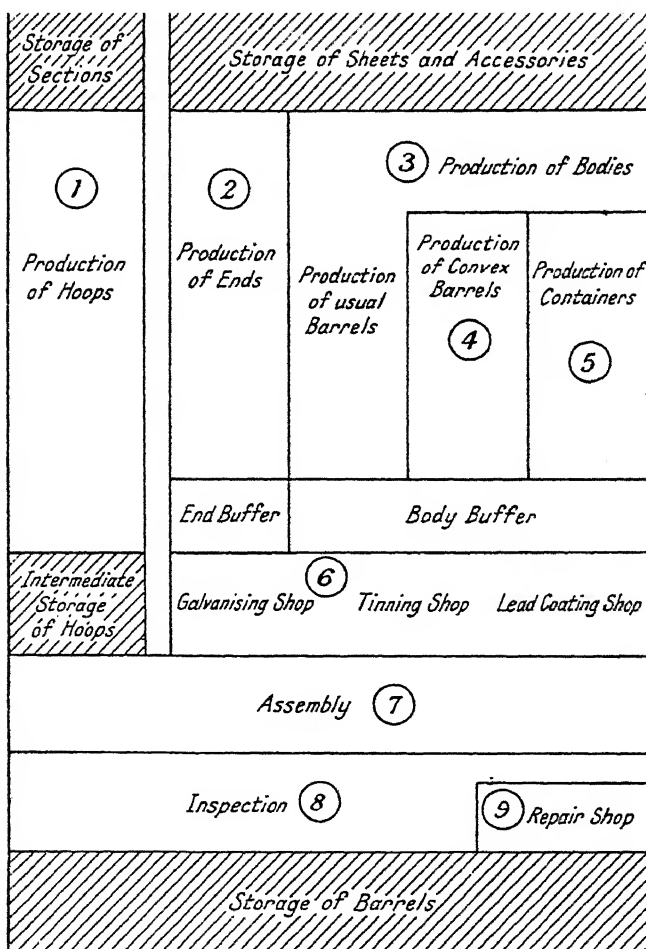 Storage of
Sections
Storage of Sheets and Accessories
1
Production
of Hoops
2
Production
of Ends
3 Production of Bodies
Production
of usual
Barrels
Production
of Convex
Barrels
4
Production of
Containers
5
End Buffer
Body Buffer
Intermediate
Storage
of Hoops
6
Galvanising Shop
Tinning Shop
Lead Coating Shop
Assembly 7
Inspection 8
9 Repair Shop
Storage of Barrels